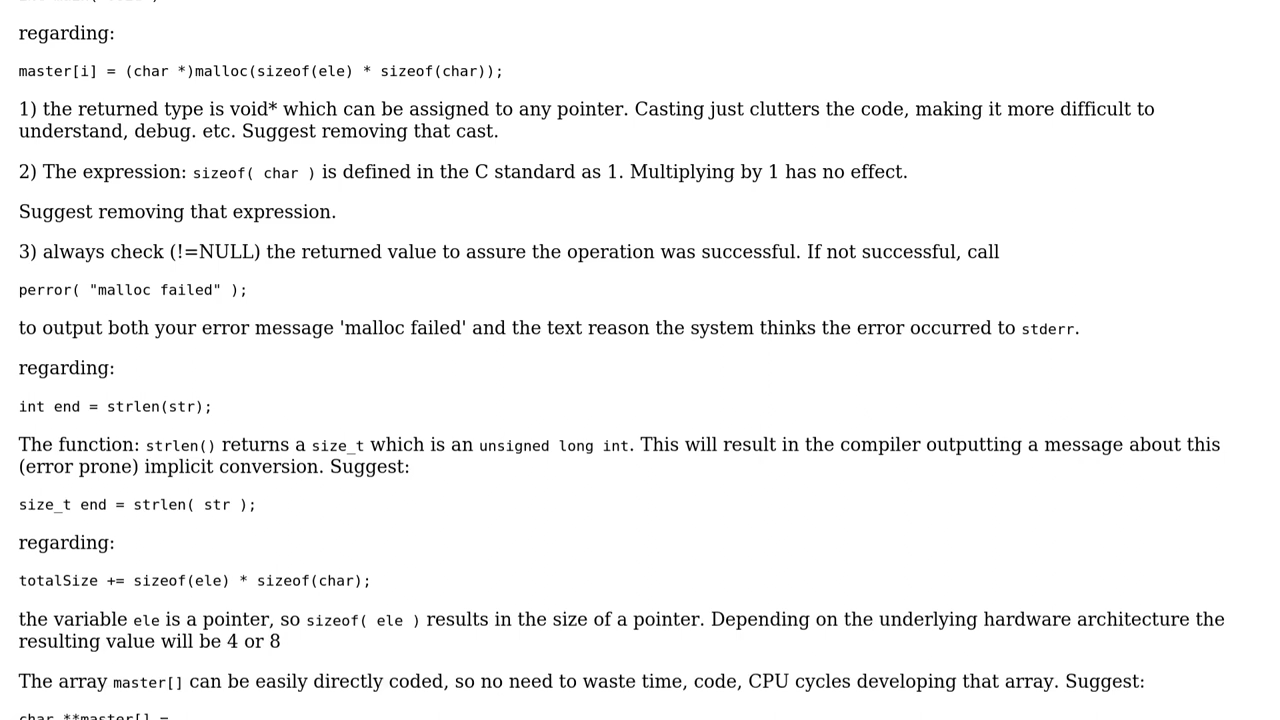 regarding:
master[i] = (char *)malloc(sizeof(ele) * sizeof(char));
1) the returned type is void* which can be assigned to any pointer. Casting just clutters the code, making it more difficult to
understand, debug. etc. Suggest removing that cast.
2) The expression: sizeof( char ) is defined in the C standard as 1. Multiplying by 1 has no effect.
Suggest removing that expression.
3) always check (!=NULL) the returned value to assure the operation was successful. If not successful, call
perror( "malloc failed" );
to output both your error message 'malloc failed' and the text reason the system thinks the error occurred to stderr.
regarding:
int end = strlen(str);
The function: strlen() returns a size_t which is an unsigned long int. This will result in the compiler outputting a message about this
(error prone) implicit conversion. Suggest:
size_t end = strlen( str );
regarding:
totalSize += sizeof(ele) * sizeof(char);
the variable ele is a pointer, so sizeof( ele ) results in the size of a pointer. Depending on the underlying hardware architecture the
resulting value will be 4 or 8
The array master[] can be easily directly coded, so no need to waste time, code, CPU cycles developing that array. Suggest:
char **master[] =